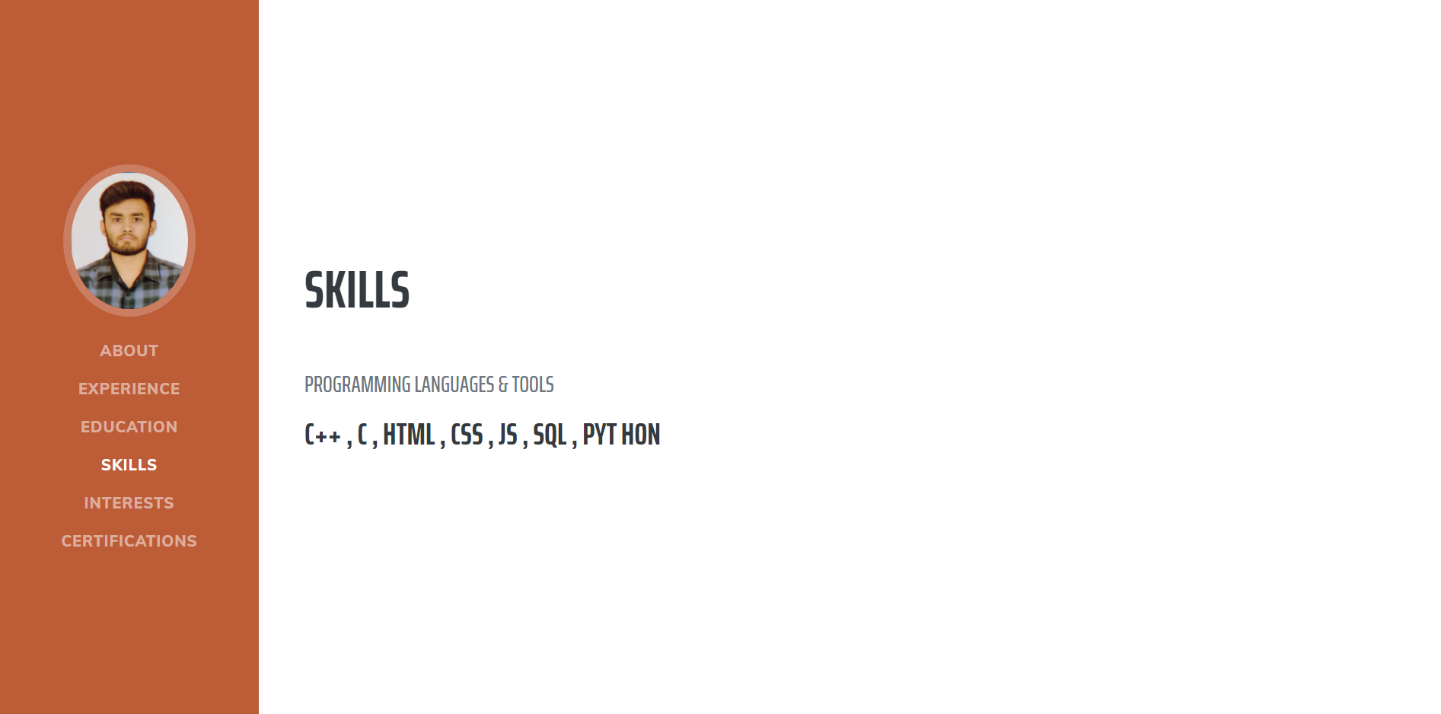 ABOUT
EXPERIENCE
EDUCATION
SKILLS
INTERESTS
CERTIFICATIONS
SKILLS
PROGRAMMING LANGUAGES & TOOLS
C++ , C , HTML , CSS , JS , SQL , PYT HON